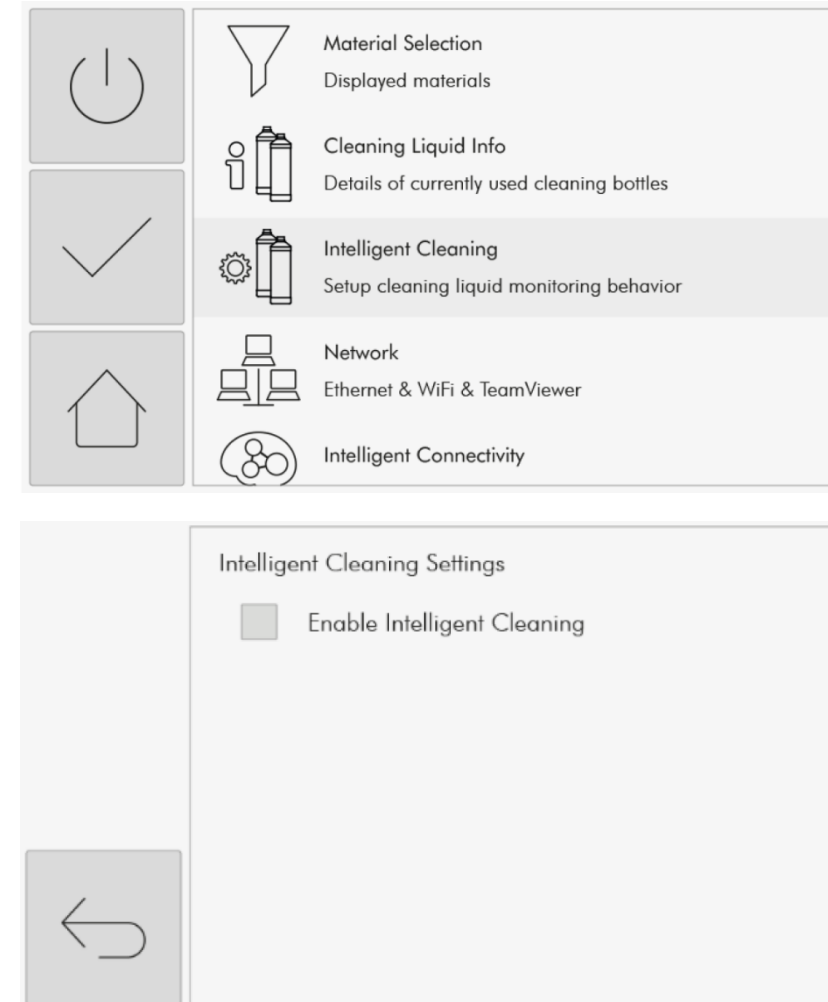 Material Selection
Displayed materials
Cleaning Liquid Info
Details of currently used cleaning bottles
Intelligent Cleaning
Setup cleaning liquid monitoring behavior
Network
Ethernet & WiFi & TeamViewer
Intelligent Connectivity
Intelligent Cleaning Settings
Enable Intelligent Cleaning